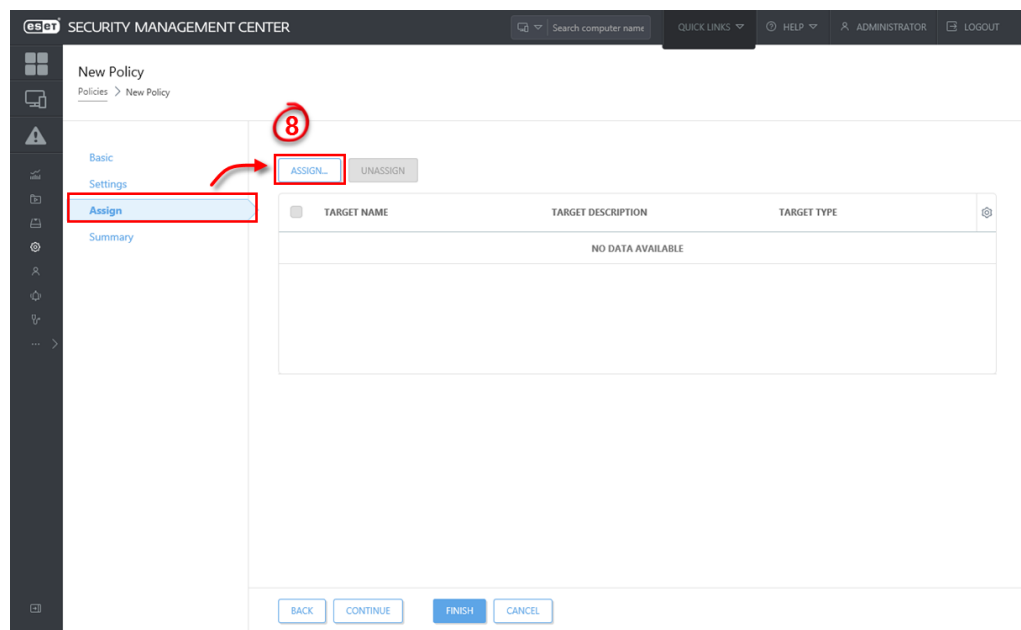 eseT SECURITY MANAGEMENT CENTER
Search computer name
QUICK LINKS
HELP
ADMINISTRATOR
LOGOUT
New Policy
Policies > New Policy
8
Basic
Settings
Assign
Summary
ASSIGN...
UNASSIGN
TARGET NAME TARGET DESCRIPTION TARGET TYPE
NO DATA AVAILABLE
BACK CONTINUE FINISH CANCEL